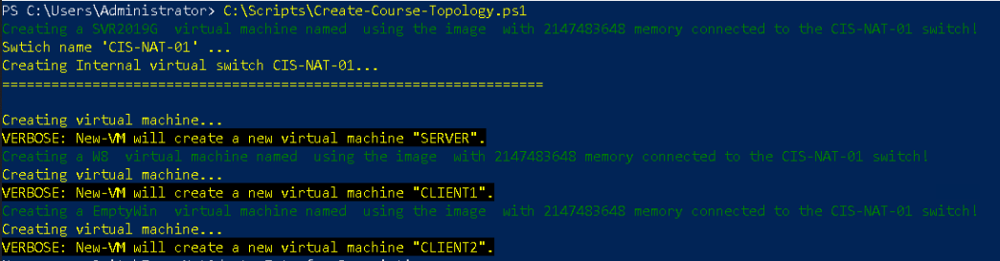 PS C:\Users\Administrator> C:\Scripts\Create-Course-Topology.ps1
Creating a SVR2019G  virtual machine named  using the image  with 2147483648 memory connected to the CIS-NAT-01 switch!
Swtich name 'CIS-NAT-01' ...
Creating Internal virtual switch CIS-NAT-01...
==================================================================
Creating virtual machine...
VERBOSE: New-VM will create a new virtual machine "SERVER".
Creating a W8  virtual machine named  using the image  with 2147483648 memory connected to the CIS-NAT-01 switch!
Creating virtual machine...
VERBOSE: New-VM will create a new virtual machine "CLIENT1".
Creating a EmptyWin  virtual machine named  using the image  with 2147483648 memory connected to the CIS-NAT-01 switch!
Creating virtual machine...
VERBOSE: New-VM will create a new virtual machine "CLIENT2".